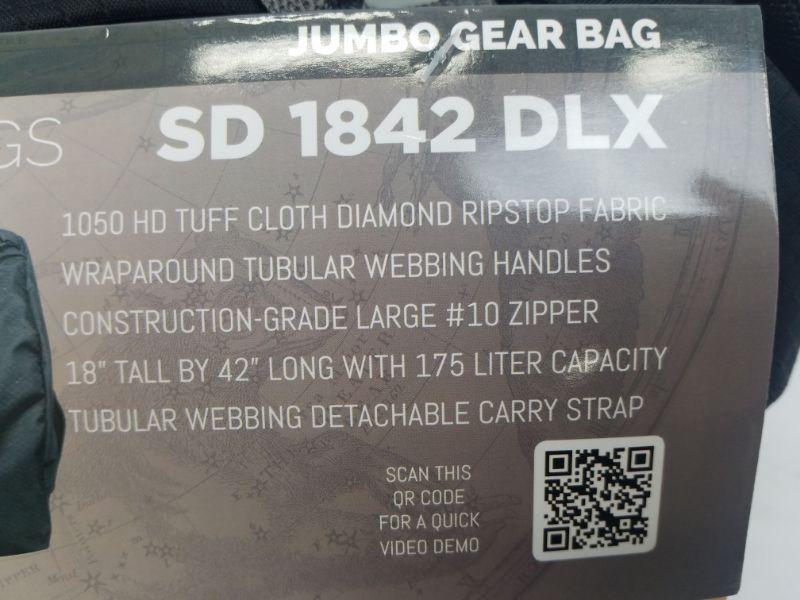 JUMBO GEAR BAG
GS
SD 1842 DLX
1050 HD TUFF CLOTH DIAMOND RIPSTOP FABRIC
WRAPAROUND TUBULAR WEBBING HANDLES
CONSTRUCTION-GRADE LARGE #10 ZIPPER
18" TALL BY 42" LONG WITH 175 LITER CAPACITY
TUBULAR WEBBING DETACHABLE CARRY STRAP
SCAN THIS
QR CODE
FOR A QUICK
VIDEO DEMO